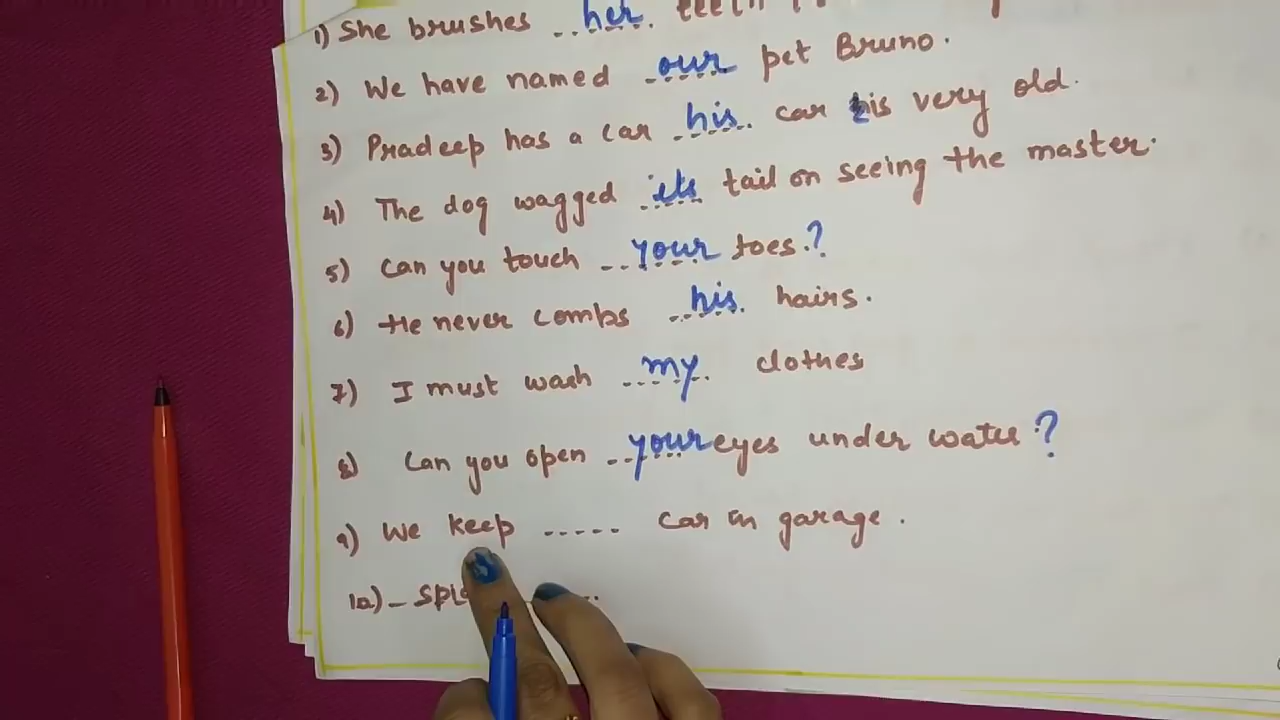 1) She brushes ..her.. teeth
2) We have named .our.. pet Bruno.
3) Pradeep has a car ..his.. car is very old.
4) The dog wagged .its.. tail on seeing the master.
5) Can you touch ..your.. toes.?
6) He never combs ..his.. hairs.
7) I must wash ..my.. clothes
8) Can you open ..your.. eyes under water.?
9) We keep ..... car in garage.
10)